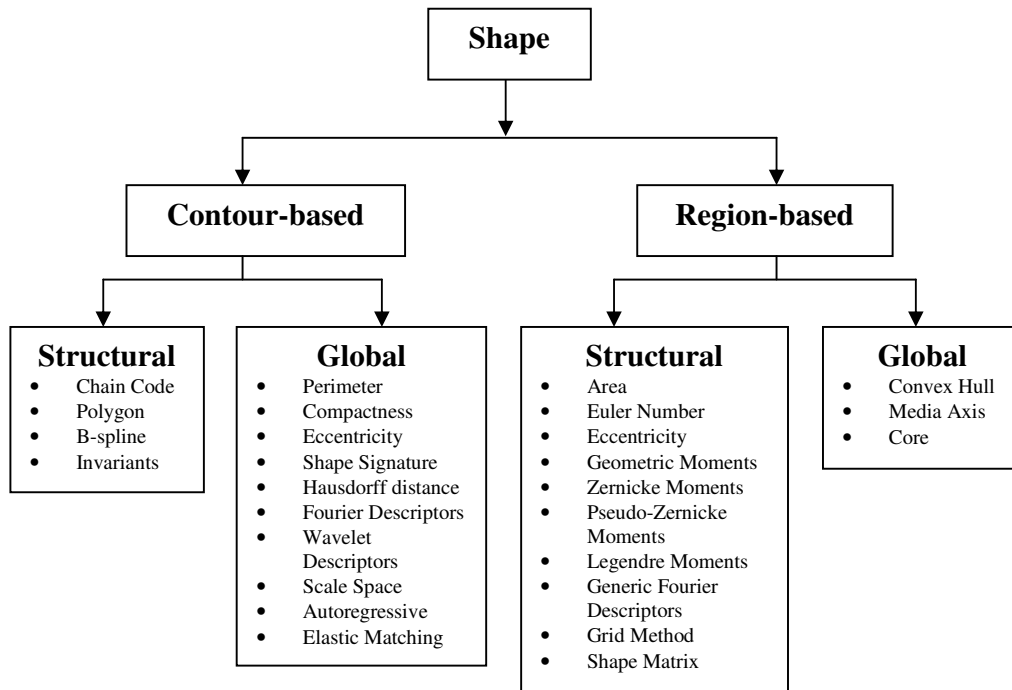 Shape
Contour-based
Region-based
Structural
• Chain Code
• Polygon
• B-spline
• Invariants
Global
• Perimeter
• Compactness
• Eccentricity
• Shape Signature
• Hausdorff distance
• Fourier Descriptors
• Wavelet
Descriptors
• Scale Space
• Autoregressive
• Elastic Matching
Structural
• Area
• Euler Number
• Eccentricity
• Geometric Moments
• Zernicke Moments
• Pseudo-Zernicke
Moments
• Legendre Moments
• Generic Fourier
Descriptors
• Grid Method
• Shape Matrix
Global
• Convex Hull
• Media Axis
• Core